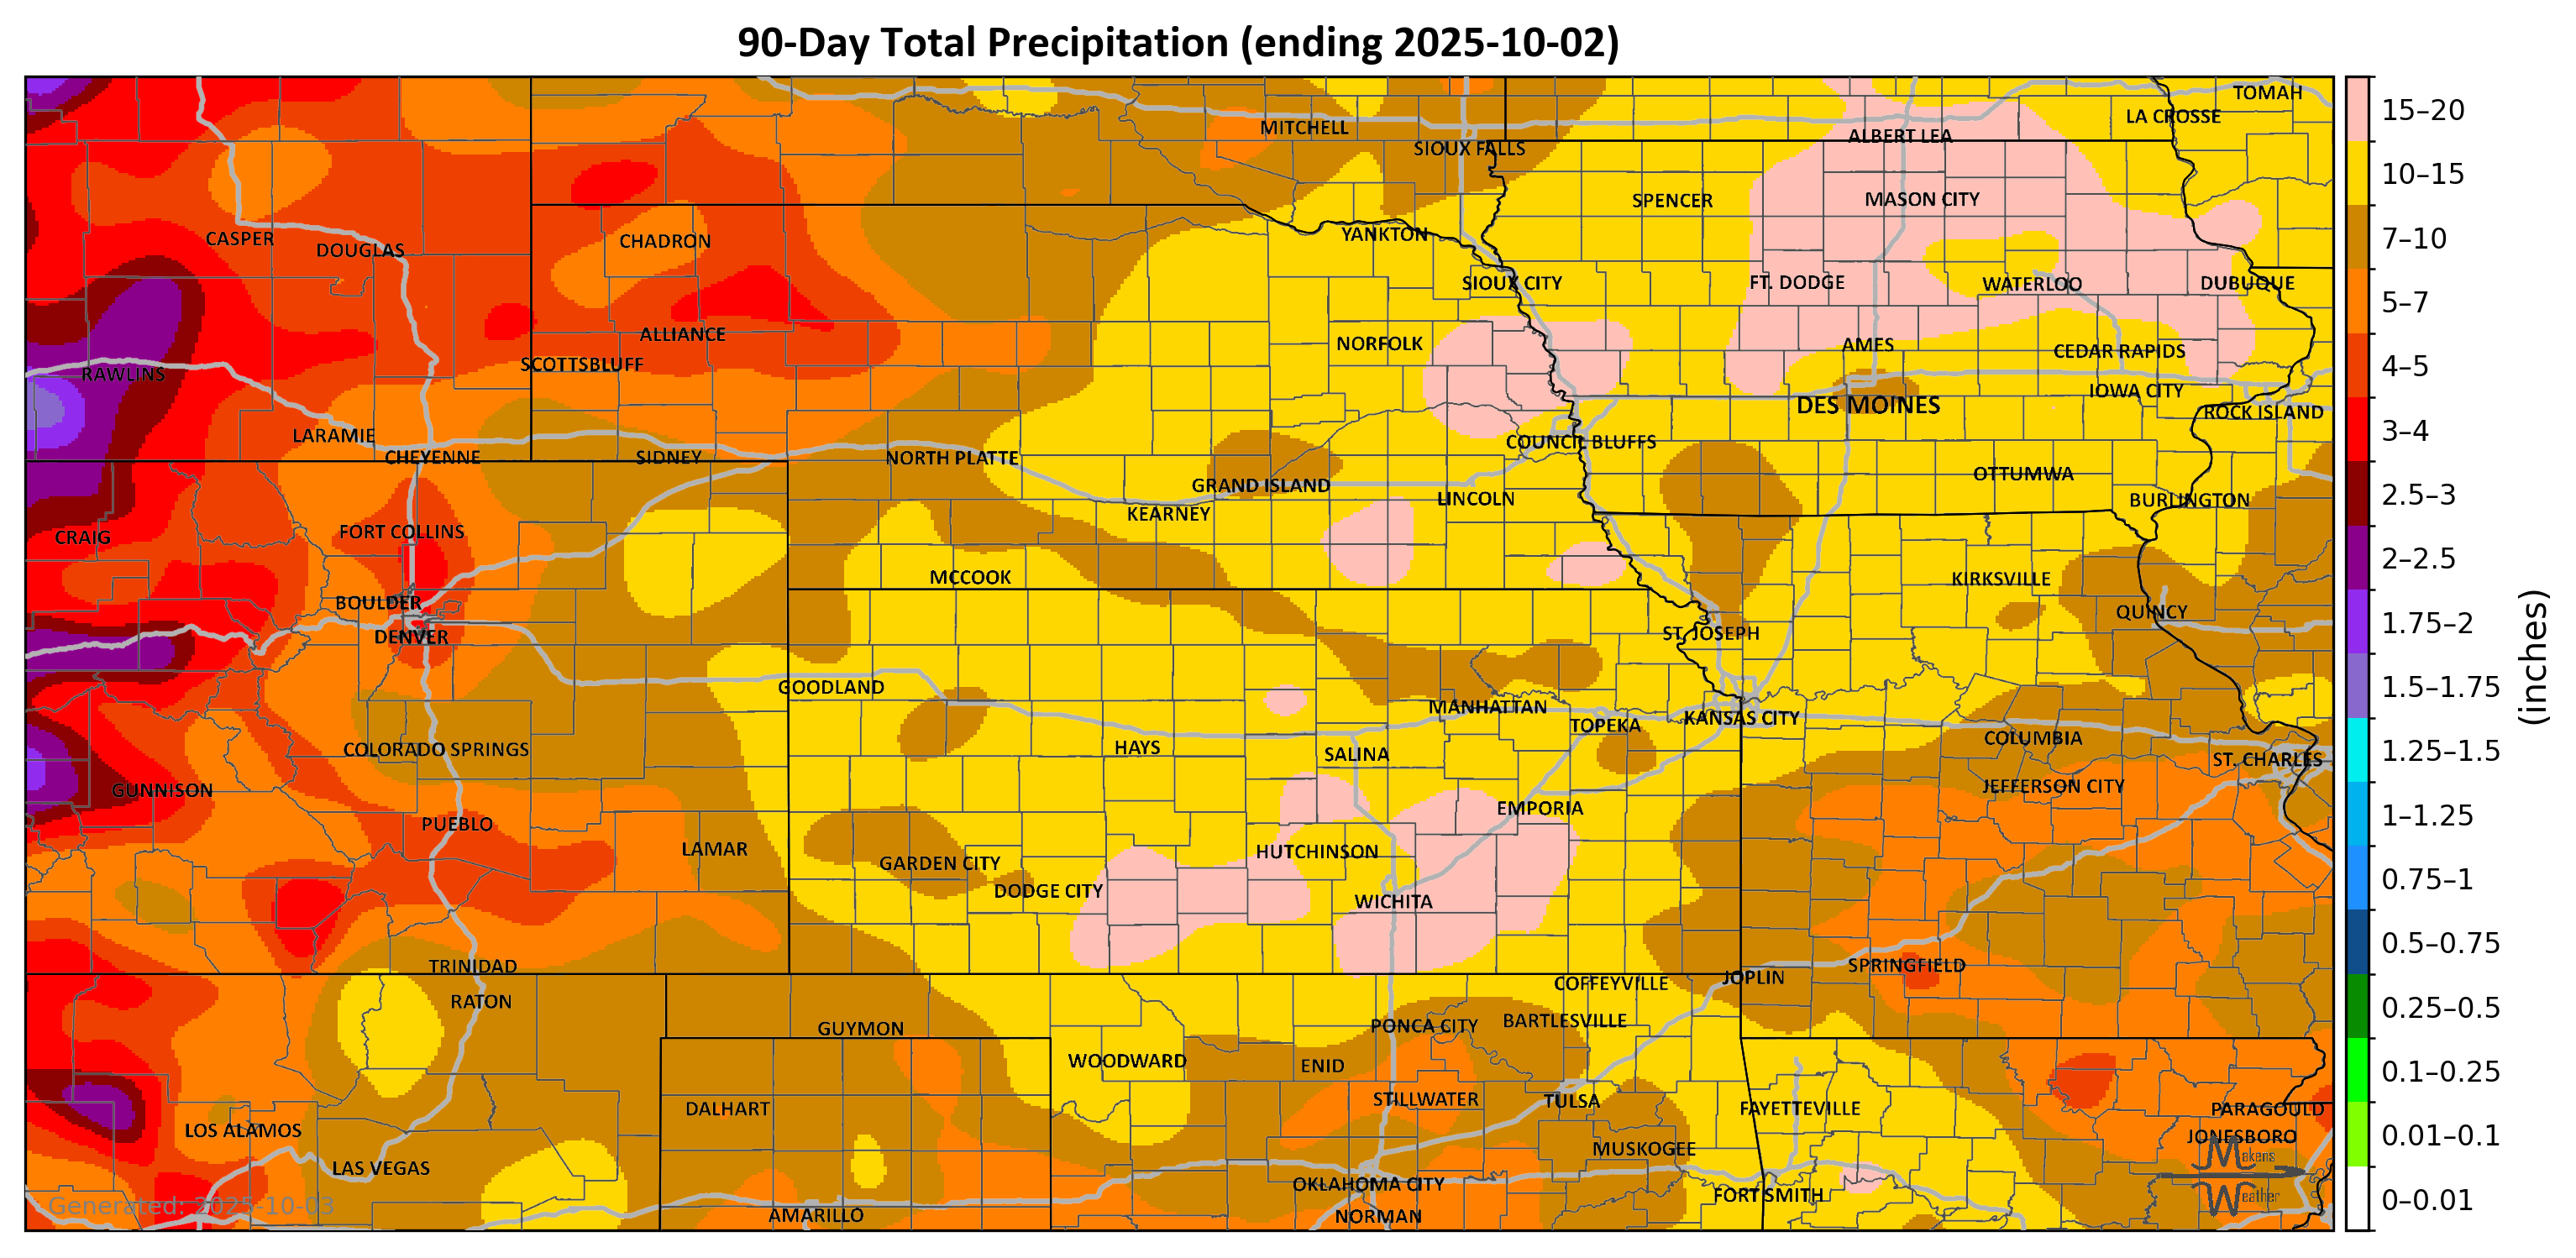 90-Day Total Precipitation (ending 2025-10-02)
TOMAH
LA CROSSE
MITCHELL
ALBERT LEA
SIOUX FALLS
SPENCER
MASON CITY
CASPER
DOUGLAS
CHADRON
YANKTON
SIOUX CITY
FT. DODGE
WATERLOO
DUBUQUE
ALLIANCE
NORFOLK
AMES
CEDAR RAPIDS
SCOTTSBLUFF
RAWLINS
IOWA CITY
DES MOINES
ROCK ISLAND
LARAMIE
COUNCIL BLUFFS
CHEYENNE
SIDNEY
NORTH PLATTE
OTTUMWA
GRAND ISLAND
LINCOLN
BURLINGTON
KEARNEY
FORT COLLINS
CRAIG
MCCOOK
KIRKSVILLE
BOULDER
QUINCY
DENVER
ST. JOSEPH
GOODLAND
MANHATTAN
KANSAS CITY
TOPEKA
COLUMBIA
COLORADO SPRINGS
HAYS
SALINA
ST. CHARLES
GUNNISON
JEFFERSON CITY
EMPORIA
PUEBLO
LAMAR
HUTCHINSON
GARDEN CITY
DODGE CITY
WICHITA
TRINIDAD
SPRINGFIELD
JOPLIN
COFFEYVILLE
RATON
GUYMON
PONCA CITY
BARTLESVILLE
WOODWARD
ENID
STILLWATER
TULSA
DALHART
FAYETTEVILLE
PARAGOULD
LOS ALAMOS
JONESBORO
MUSKOGEE
LAS VEGAS
OKLAHOMA CITY
FORT SMITH
AMARILLO
NORMAN
Generated: 2025-10-03
Makens
Weather
15–20
10–15
7–10
5–7
4–5
3–4
2.5–3
2–2.5
1.75–2
1.5–1.75
1.25–1.5
1–1.25
0.75–1
0.5–0.75
0.25–0.5
0.1–0.25
0.01–0.1
0–0.01
(inches)